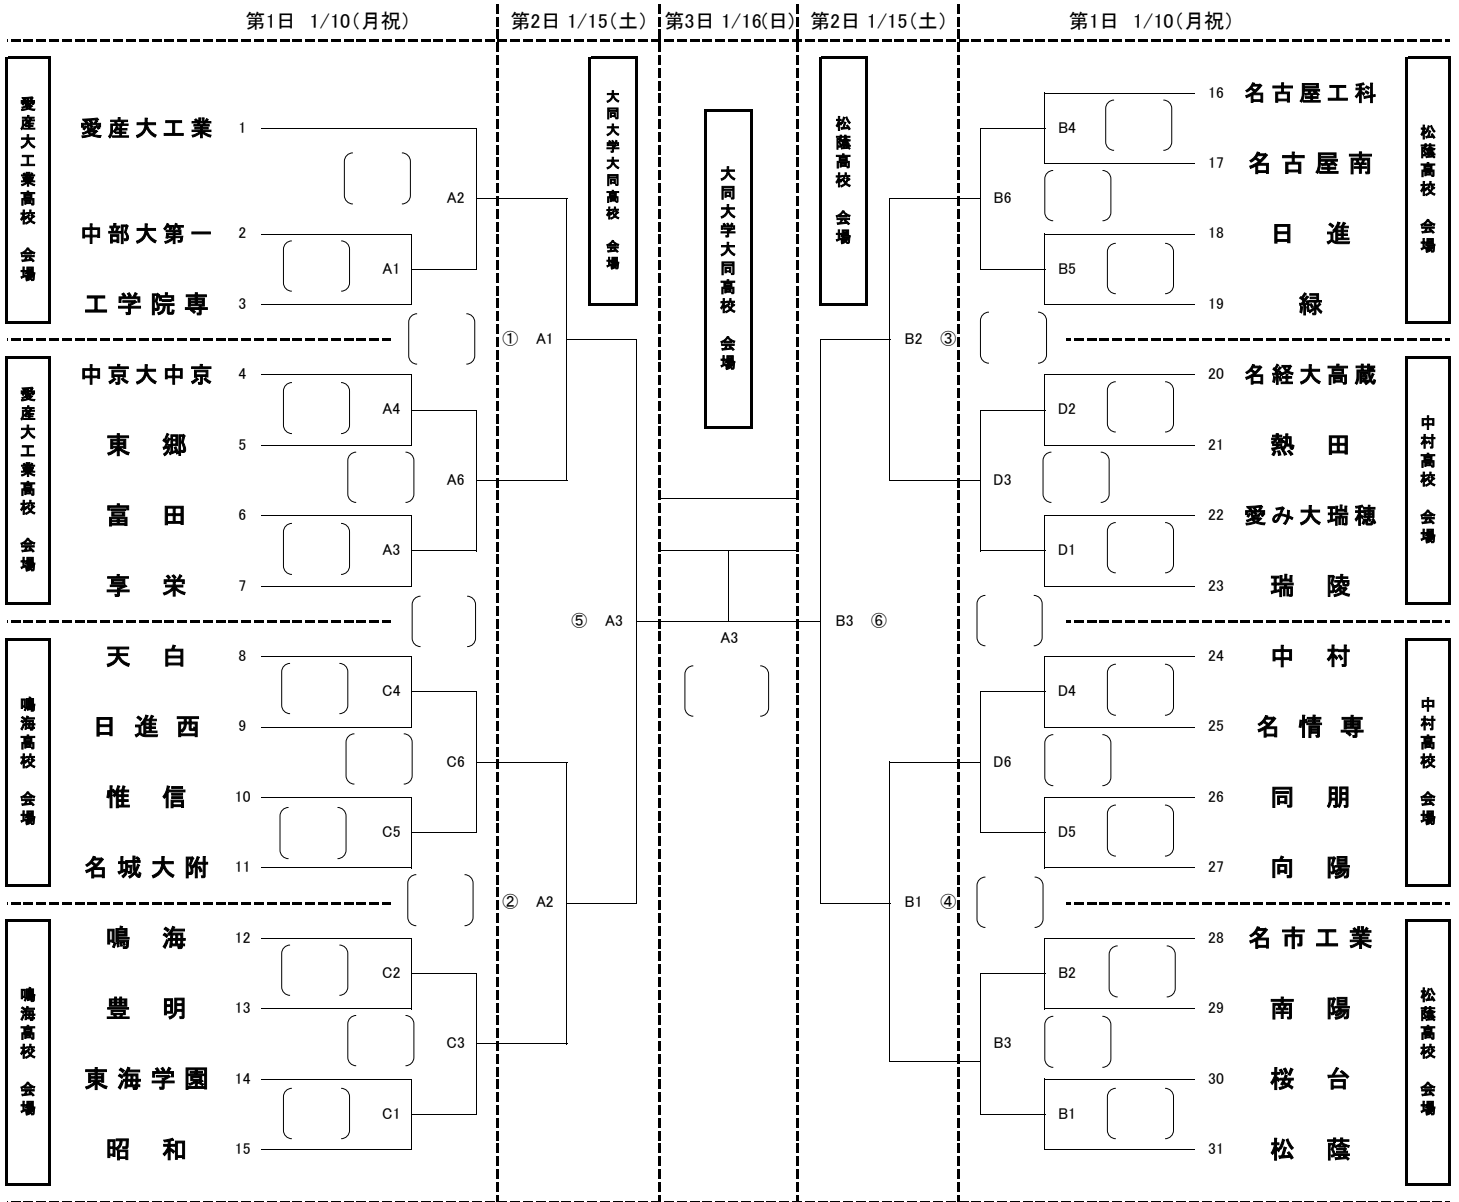 第1日 1/10(月祝)
第2日 1/15(土)
第3日 1/16(日)
第2日 1/15(土)
第1日 1/10(月祝)
愛産大工業高校 会場
愛産大工業 1
A2
中部大第一 2
A1
工学院専 3
① A1
愛産大工業高校 会場
中京大中京 4
A4
東郷 5
A6
富田 6
A3
享栄 7
⑤ A3
鳴海高校 会場
天白 8
C4
日進西 9
C6
惟信 10
C5
名城大附 11
② A2
鳴海高校 会場
鳴海 12
C2
豊明 13
C3
東海学園 14
C1
昭和 15
大同大学大同高校 会場
大同大学大同高校 会場
A3
松蔭高校 会場
松蔭高校 会場
16 名古屋工科
B4
17 名古屋南
B6
18 日進
B5
19 緑
B2 ③
中村高校 会場
20 名経大高蔵
D2
21 熱田
D3
22 愛み大瑞穂
D1
23 瑞陵
B3 ⑥
中村高校 会場
24 中村
D4
25 名情専
D6
26 同朋
D5
27 向陽
B1 ④
松蔭高校 会場
28 名市工業
B2
29 南陽
B3
30 桜台
B1
31 松蔭